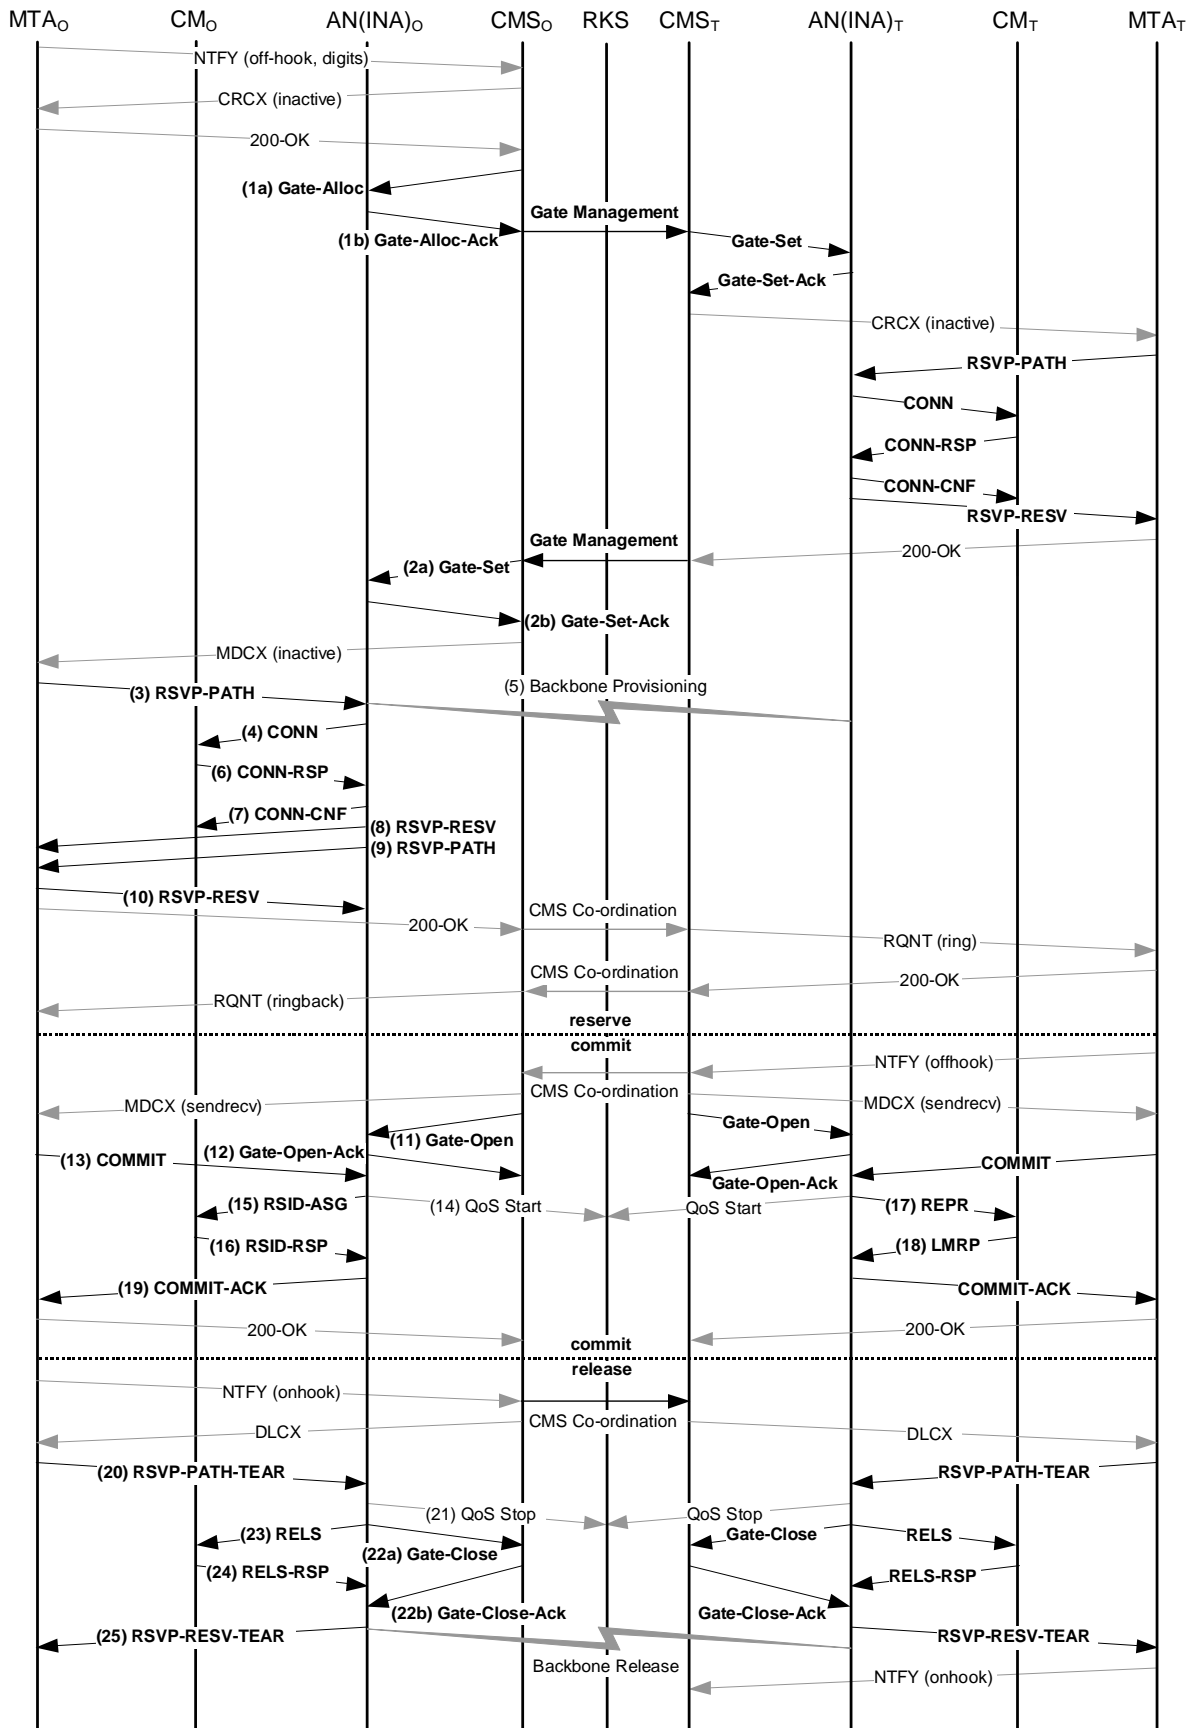 MTAO CMO AN(INA)O CMSO RKS CMST AN(INA)T CMT MTAT
NTFY (off-hook, digits)
CRCX (inactive)
200-OK
(1a) Gate-Alloc
Gate Management
(1b) Gate-Alloc-Ack
Gate-Set
Gate-Set-Ack
CRCX (inactive)
RSVP-PATH
CONN
CONN-RSP
CONN-CNF
RSVP-RESV
Gate Management
200-OK
(2a) Gate-Set
(2b) Gate-Set-Ack
MDCX (inactive)
(3) RSVP-PATH
(5) Backbone Provisioning
(4) CONN
(6) CONN-RSP
(7) CONN-CNF
(8) RSVP-RESV
(9) RSVP-PATH
(10) RSVP-RESV
CMS Co-ordination
200-OK
RQNT (ring)
CMS Co-ordination
200-OK
RQNT (ringback)
reserve
commit
NTFY (offhook)
CMS Co-ordination
MDCX (sendrecv)
MDCX (sendrecv)
Gate-Open
(11) Gate-Open
(12) Gate-Open-Ack
(13) COMMIT
COMMIT
Gate-Open-Ack
(15) RSID-ASG
(14) QoS Start
QoS Start
(17) REPR
(16) RSID-RSP
(18) LMRP
(19) COMMIT-ACK
COMMIT-ACK
200-OK
200-OK
commit
release
NTFY (onhook)
CMS Co-ordination
DLCX
DLCX
(20) RSVP-PATH-TEAR
RSVP-PATH-TEAR
(21) QoS Stop
QoS Stop
(23) RELS
Gate-Close
RELS
(22a) Gate-Close
(24) RELS-RSP
RELS-RSP
(22b) Gate-Close-Ack
Gate-Close-Ack
(25) RSVP-RESV-TEAR
RSVP-RESV-TEAR
Backbone Release
NTFY (onhook)